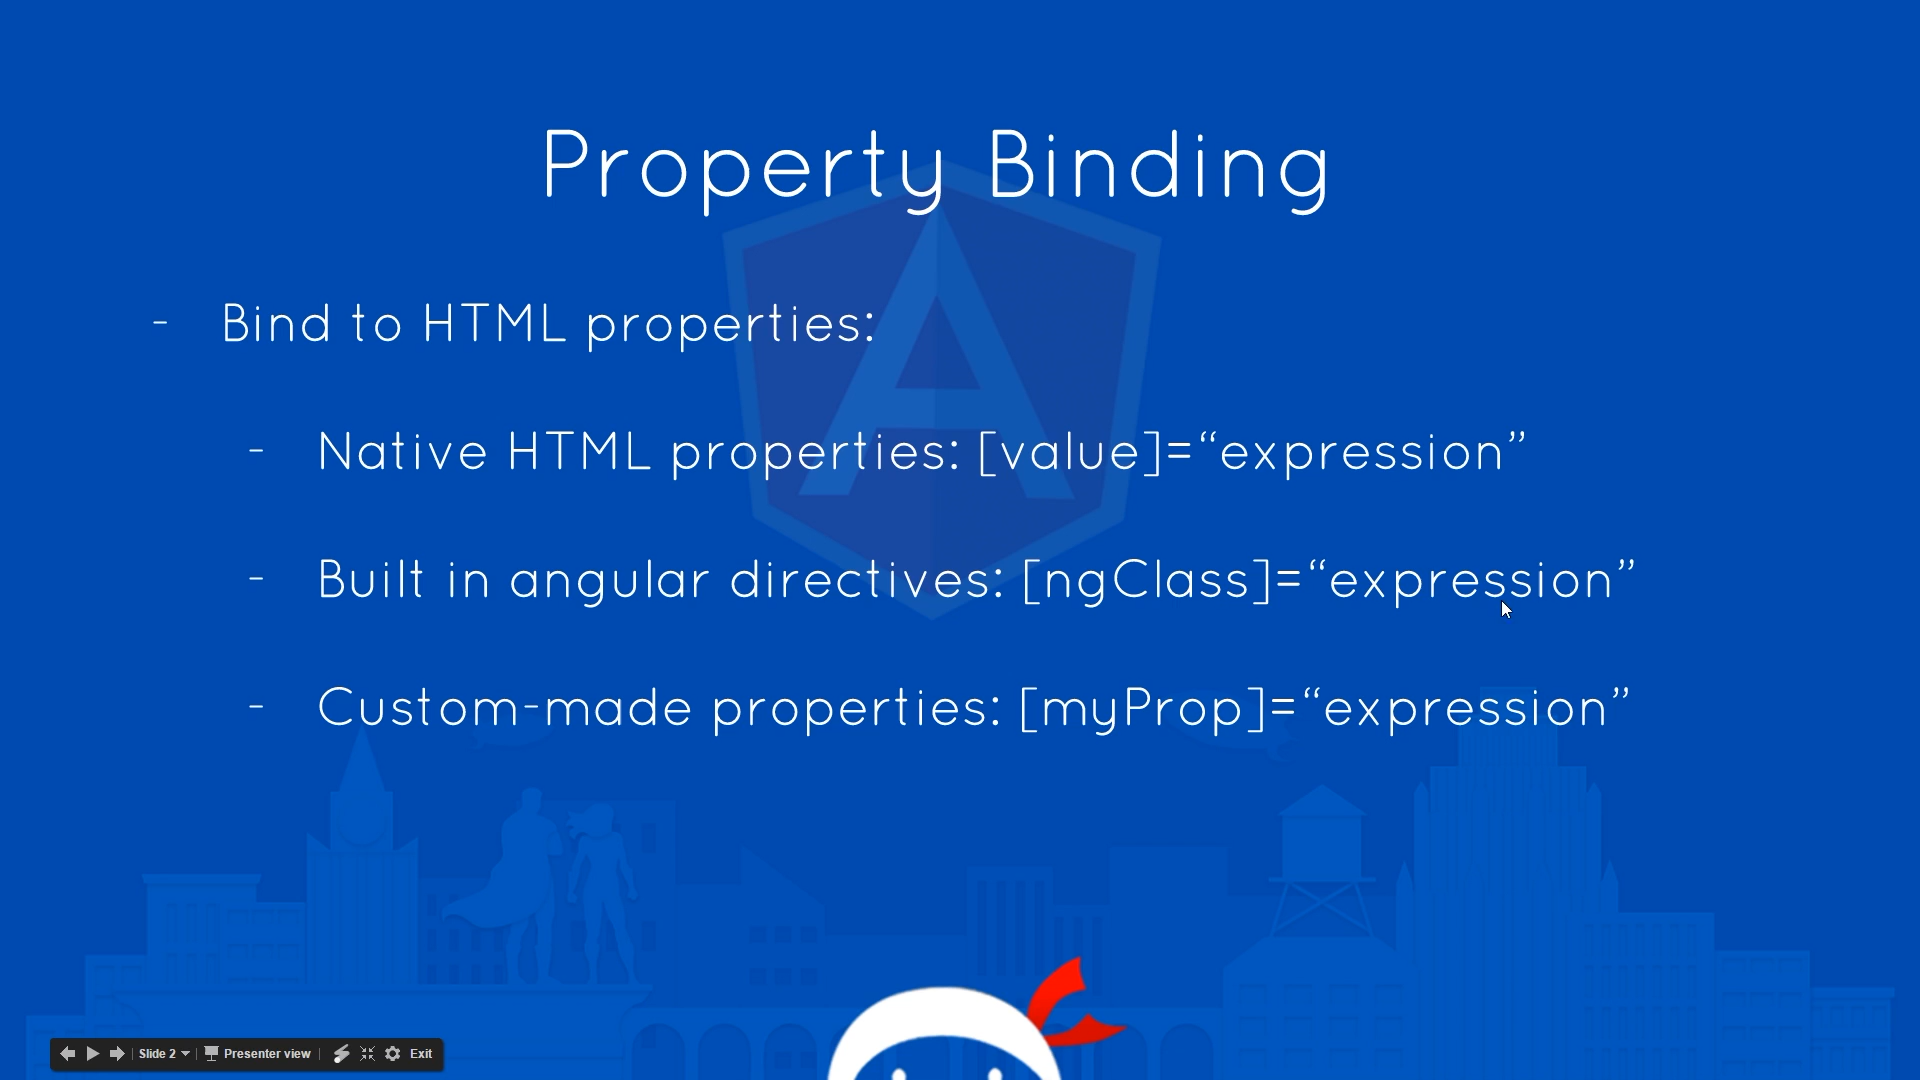 Property Binding
- Bind to HTML properties:
- Native HTML properties: [value]=“expression”
- Built in angular directives: [ngClass]=“expression”
- Custom-made properties: [myProp]=“expression”
Slide 2 Presenter view Exit